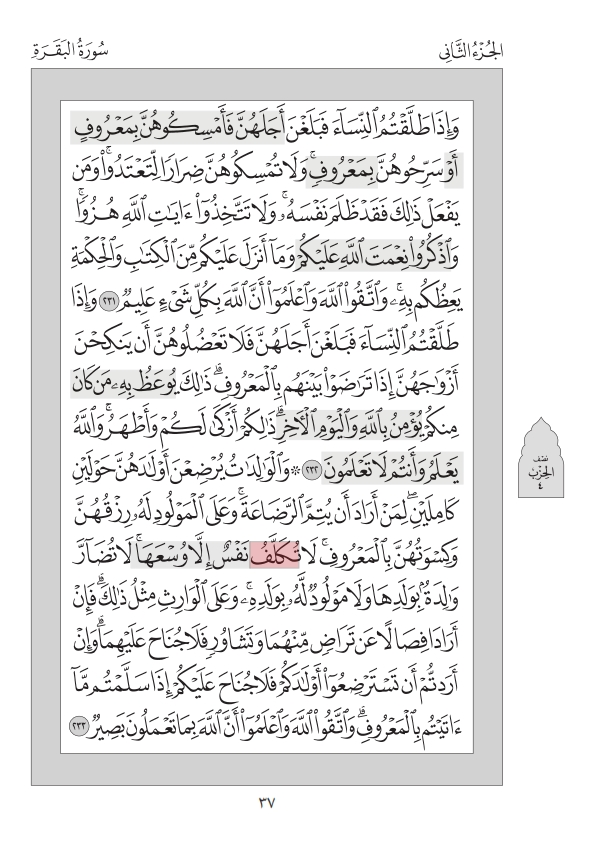 الجُزْءُ الثَّانِي
سُورَةُ البَقَرَةِ
وَإِذَا طَلَّقْتُمُ ٱلنِّسَآءَ فَبَلَغْنَ أَجَلَهُنَّ فَأَمْسِكُوهُنَّ بِمَعْرُوفٍ
أَوْ سَرِّحُوهُنَّ بِمَعْرُوفٖۚ وَلَا تُمْسِكُوهُنَّ ضِرَارٗا لِّتَعْتَدُواْۚ وَمَن
يَفْعَلْ ذَٰلِكَ فَقَدْ ظَلَمَ نَفْسَهُۥۚ وَلَا تَتَّخِذُوٓاْ ءَايَٰتِ ٱللَّهِ هُزُوٗاۚ
وَٱذْكُرُواْ نِعْمَتَ ٱللَّهِ عَلَيْكُمْ وَمَآ أَنزَلَ عَلَيْكُم مِّنَ ٱلْكِتَٰبِ وَٱلْحِكْمَةِ
يَعِظُكُم بِهِۦۚ وَٱتَّقُواْ ٱللَّهَ وَٱعْلَمُوٓاْ أَنَّ ٱللَّهَ بِكُلِّ شَيْءٍ عَلِيمٞ ٢٣١ وَإِذَا
طَلَّقْتُمُ ٱلنِّسَآءَ فَبَلَغْنَ أَجَلَهُنَّ فَلَا تَعْضُلُوهُنَّ أَن يَنكِحْنَ
أَزْوَٰجَهُنَّ إِذَا تَرَٰضَوْاْ بَيْنَهُم بِٱلْمَعْرُوفِۗ ذَٰلِكَ يُوعَظُ بِهِۦ مَن كَانَ
مِنكُمْ يُؤْمِنُ بِٱللَّهِ وَٱلْيَوْمِ ٱلْأٓخِرِۗ ذَٰلِكُمْ أَزْكَىٰ لَكُمْ وَأَطْهَرُۚ وَٱللَّهُ
يَعْلَمُ وَأَنتُمْ لَا تَعْلَمُونَ ٢٣٢ ۞ وَٱلْوَٰلِدَٰتُ يُرْضِعْنَ أَوْلَٰدَهُنَّ حَوْلَيْنِ
كَامِلَيْنِۖ لِمَنْ أَرَادَ أَن يُتِمَّ ٱلرَّضَاعَةَۚ وَعَلَى ٱلْمَوْلُودِ لَهُۥ رِزْقُهُنَّ
وَكِسْوَتُهُنَّ بِٱلْمَعْرُوفِۚ لَا تُكَلَّفُ نَفْسٌ إِلَّا وُسْعَهَاۚ لَا تُضَآرَّ
وَٰلِدَةُۢ بِوَلَدِهَا وَلَا مَوْلُودٞ لَّهُۥ بِوَلَدِهِۦۚ وَعَلَى ٱلْوَارِثِ مِثْلُ ذَٰلِكَۗ فَإِنْ
أَرَادَا فِصَالًا عَن تَرَاضٖ مِّنْهُمَا وَتَشَاوُرٖ فَلَا جُنَاحَ عَلَيْهِمَاۗ وَإِنْ
أَرَدتُّمْ أَن تَسْتَرْضِعُوٓاْ أَوْلَٰدَكُمْ فَلَا جُنَاحَ عَلَيْكُمْ إِذَا سَلَّمْتُم مَّآ
ءَاتَيْتُم بِٱلْمَعْرُوفِۗ وَٱتَّقُواْ ٱللَّهَ وَٱعْلَمُوٓاْ أَنَّ ٱللَّهَ بِمَا تَعْمَلُونَ بَصِيرٞ ٢٣٣
نصف
الحزب
٤
٣٧